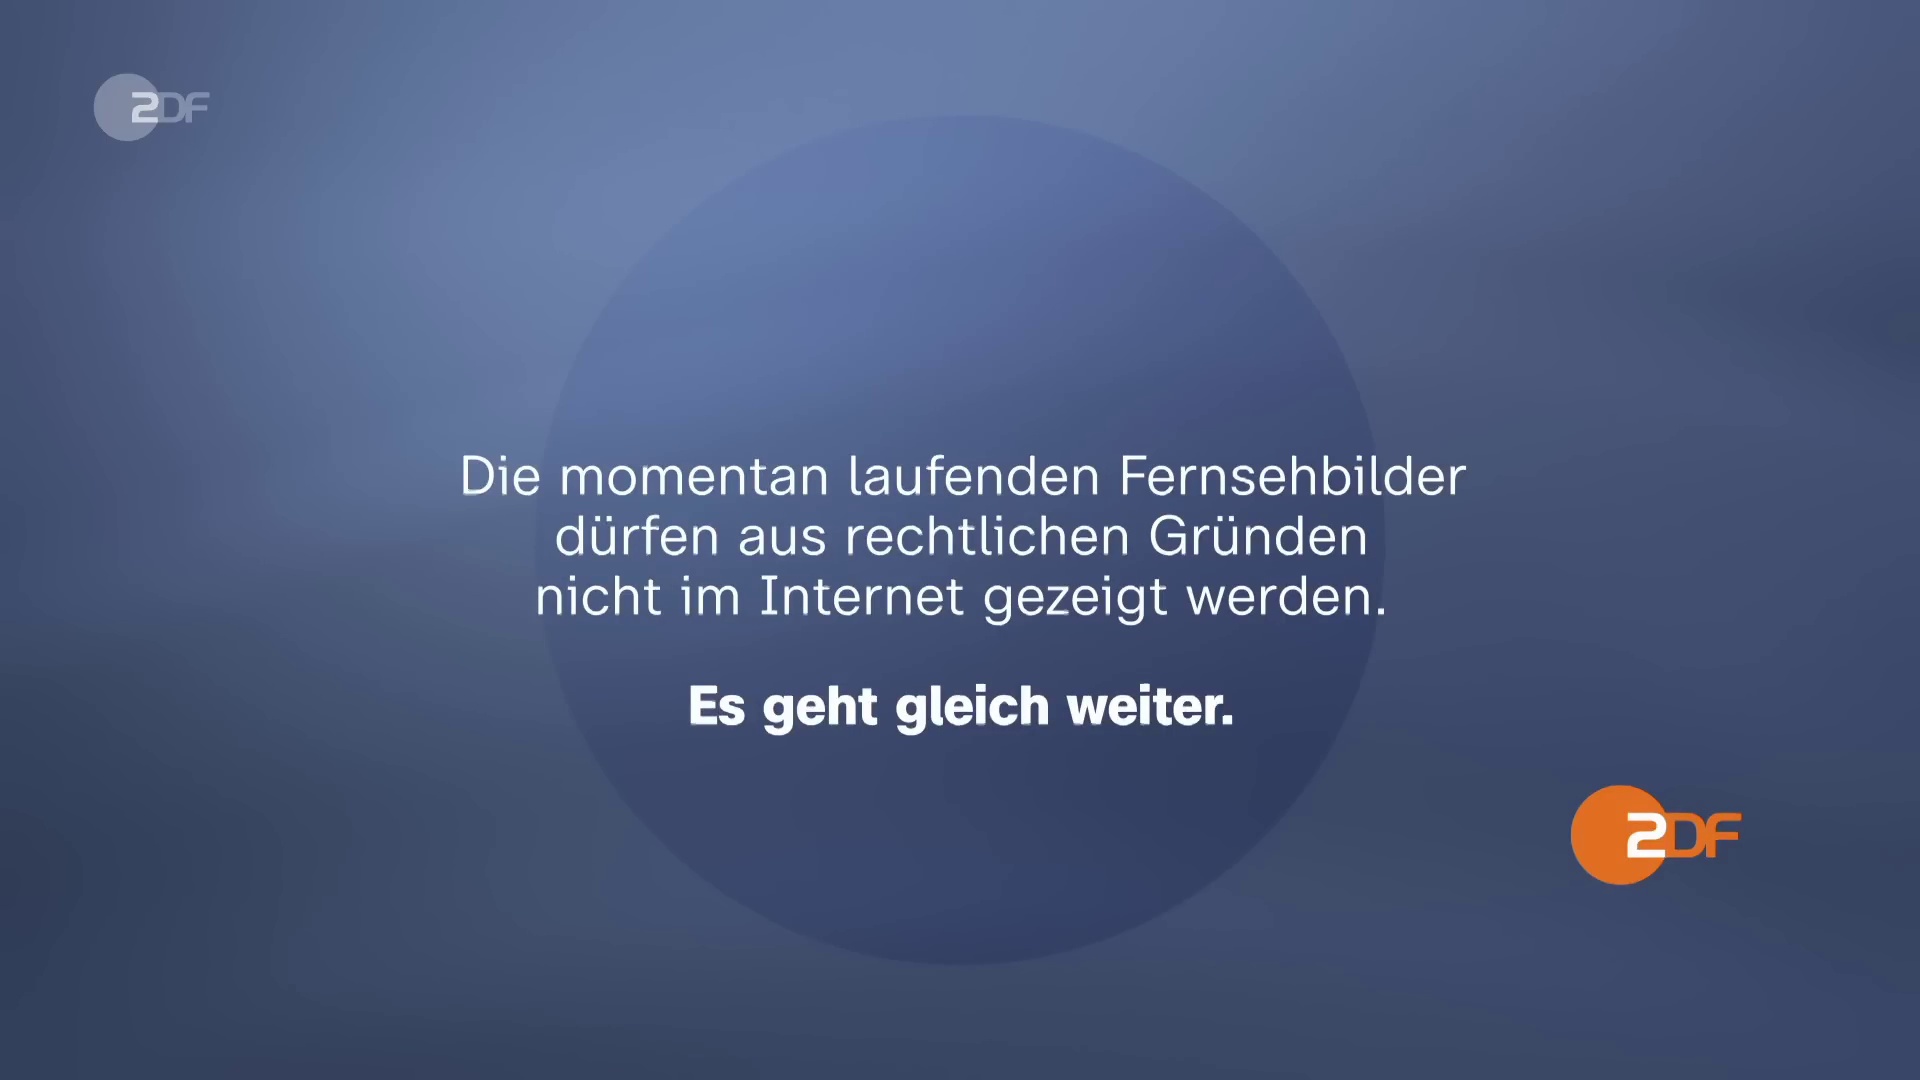 ZDF
Die momentan laufenden Fernsehbilder
dürfen aus rechtlichen Gründen
nicht im Internet gezeigt werden.
Es geht gleich weiter.
ZDF